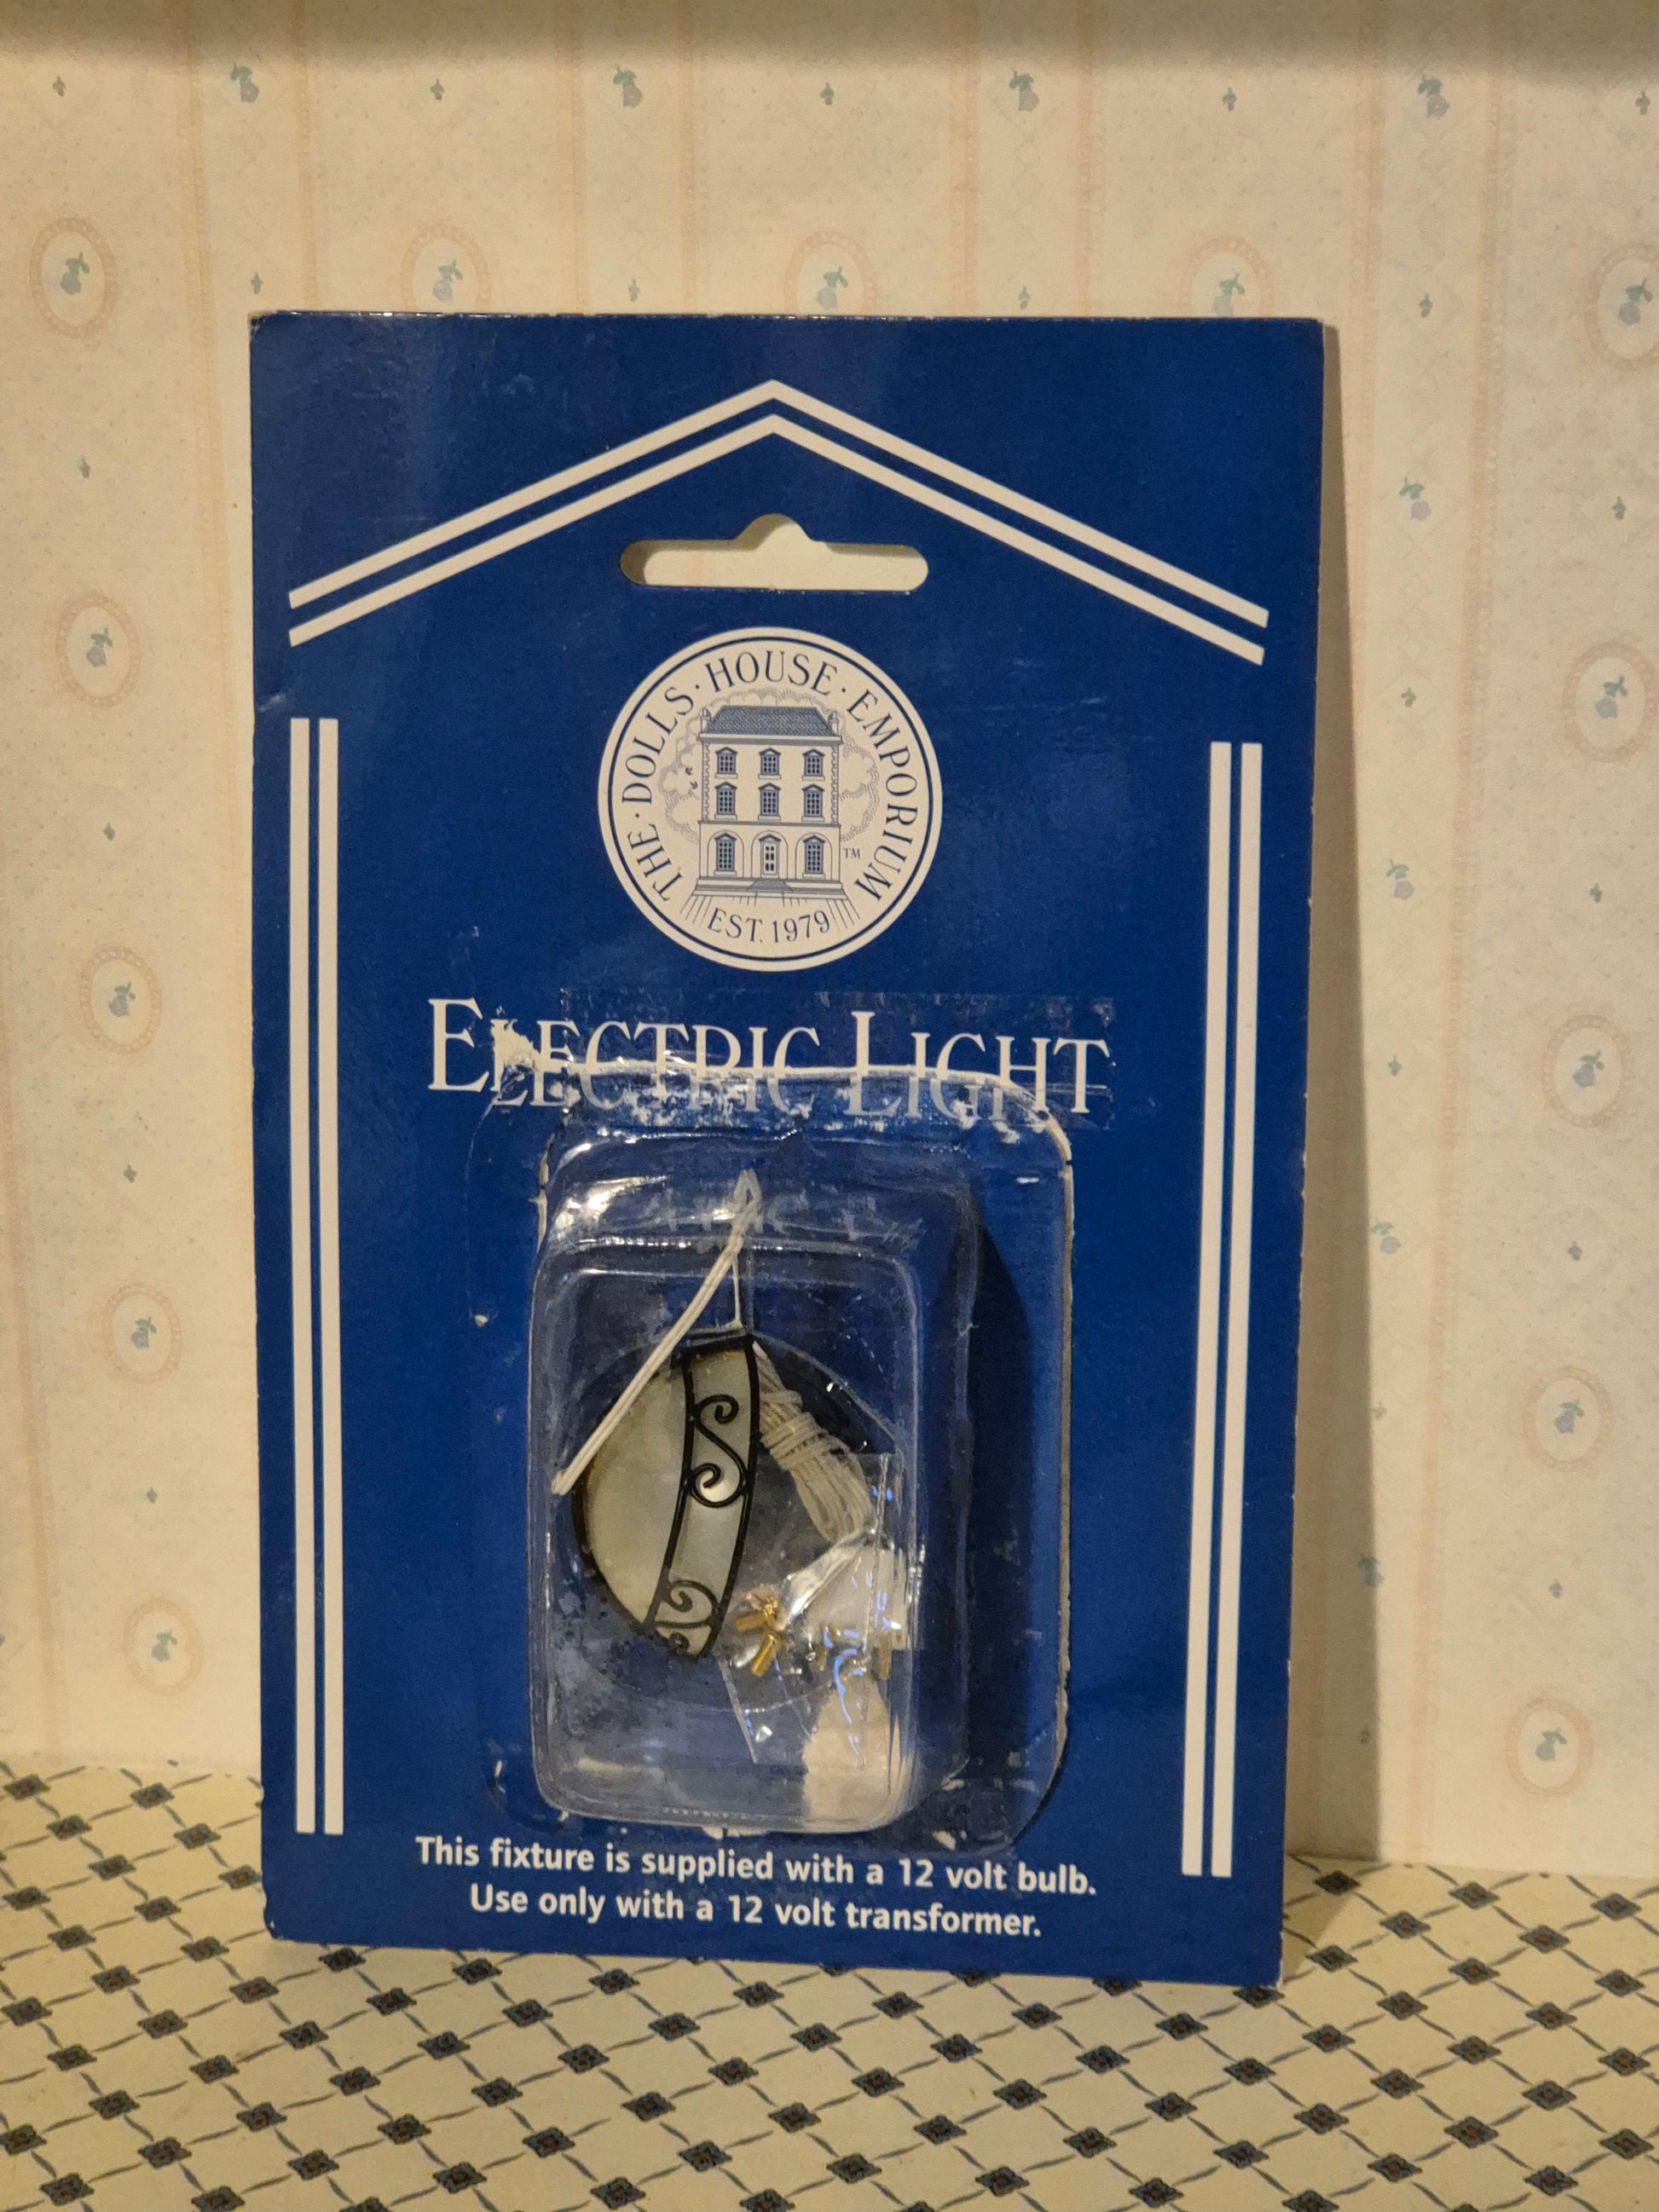 THE · DOLLS · HOUSE · EMPORIUM
TM
EST. 1979
ELECTRIC LIGHT
This fixture is supplied with a 12 volt bulb.
Use only with a 12 volt transformer.